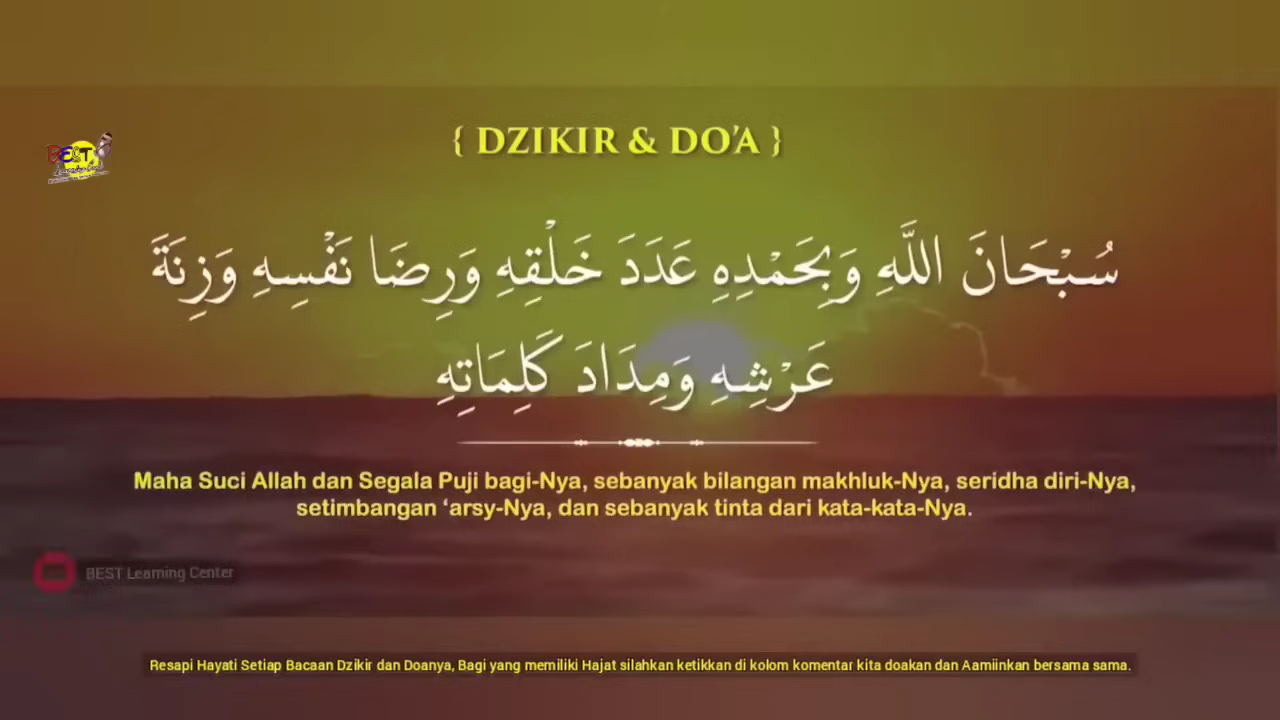 { DZIKIR & DO'A }
BEST
سُبْحَانَ اللَّهِ وَبِحَمْدِهِ عَدَدَ خَلْقِهِ وَرِضَا نَفْسِهِ وَزِنَةَ
عَرْشِهِ وَمِدَادَ كَلِمَاتِهِ
Maha Suci Allah dan Segala Puji bagi-Nya, sebanyak bilangan makhluk-Nya, seridha diri-Nya,
setimbangan ‘arsy-Nya, dan sebanyak tinta dari kata-kata-Nya.
BEST Learning Center
Resapi Hayati Setiap Bacaan Dzikir dan Doanya, Bagi yang memiliki Hajat silahkan ketikkan di kolom komentar kita doakan dan Aamiinkan bersama sama.